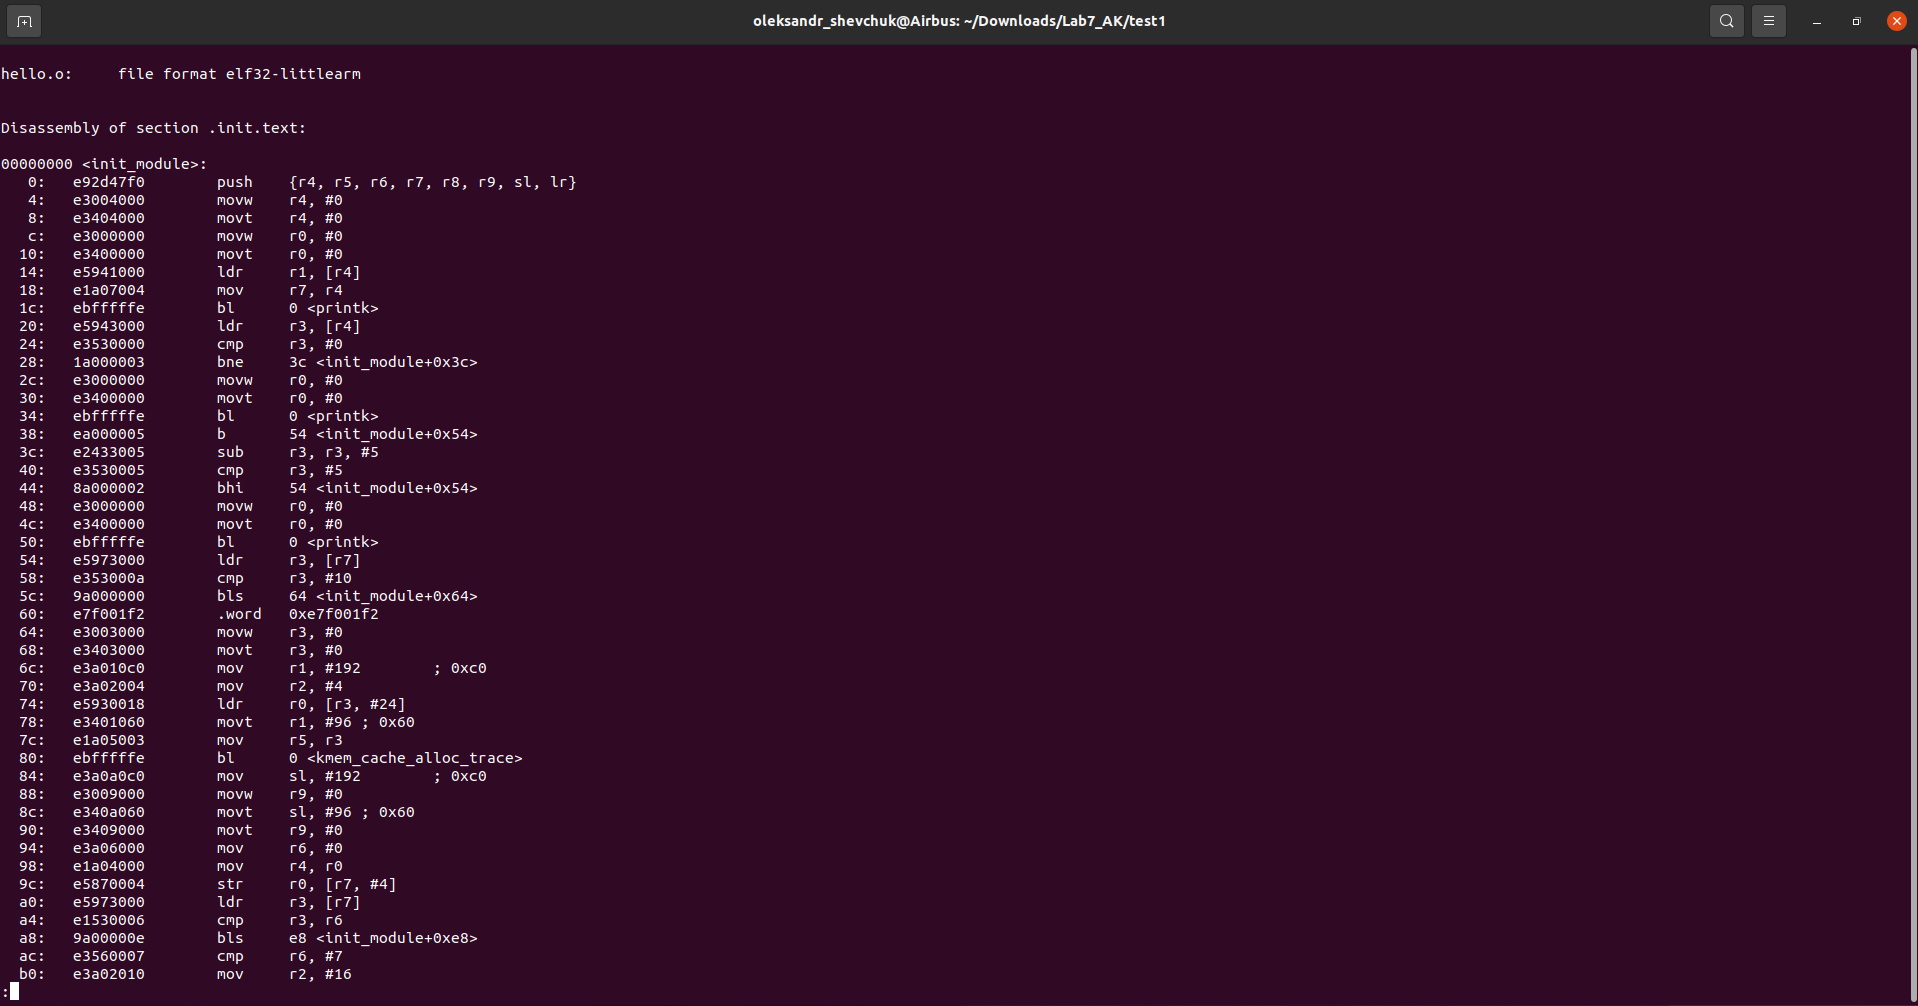 oleksandr_shevchuk@Airbus: ~/Downloads/Lab7_AK/test1
hello.o:     file format elf32-littlearm
Disassembly of section .init.text:
00000000 <init_module>:
   0:   e92d47f0        push    {r4, r5, r6, r7, r8, r9, sl, lr}
   4:   e3004000        movw    r4, #0
   8:   e3404000        movt    r4, #0
   c:   e3000000        movw    r0, #0
  10:   e3400000        movt    r0, #0
  14:   e5941000        ldr     r1, [r4]
  18:   e1a07004        mov     r7, r4
  1c:   ebfffffe        bl      0 <printk>
  20:   e5943000        ldr     r3, [r4]
  24:   e3530000        cmp     r3, #0
  28:   1a000003        bne     3c <init_module+0x3c>
  2c:   e3000000        movw    r0, #0
  30:   e3400000        movt    r0, #0
  34:   ebfffffe        bl      0 <printk>
  38:   ea000005        b       54 <init_module+0x54>
  3c:   e2433005        sub     r3, r3, #5
  40:   e3530005        cmp     r3, #5
  44:   8a000002        bhi     54 <init_module+0x54>
  48:   e3000000        movw    r0, #0
  4c:   e3400000        movt    r0, #0
  50:   ebfffffe        bl      0 <printk>
  54:   e5973000        ldr     r3, [r7]
  58:   e353000a        cmp     r3, #10
  5c:   9a000000        bls     64 <init_module+0x64>
  60:   e7f001f2        .word   0xe7f001f2
  64:   e3003000        movw    r3, #0
  68:   e3403000        movt    r3, #0
  6c:   e3a010c0        mov     r1, #192        ; 0xc0
  70:   e3a02004        mov     r2, #4
  74:   e5930018        ldr     r0, [r3, #24]
  78:   e3401060        movt    r1, #96 ; 0x60
  7c:   e1a05003        mov     r5, r3
  80:   ebfffffe        bl      0 <kmem_cache_alloc_trace>
  84:   e3a0a0c0        mov     sl, #192        ; 0xc0
  88:   e3009000        movw    r9, #0
  8c:   e340a060        movt    sl, #96 ; 0x60
  90:   e3409000        movt    r9, #0
  94:   e3a06000        mov     r6, #0
  98:   e1a04000        mov     r4, r0
  9c:   e5870004        str     r0, [r7, #4]
  a0:   e5973000        ldr     r3, [r7]
  a4:   e1530006        cmp     r3, r6
  a8:   9a00000e        bls     e8 <init_module+0xe8>
  ac:   e3560007        cmp     r6, #7
  b0:   e3a02010        mov     r2, #16
: